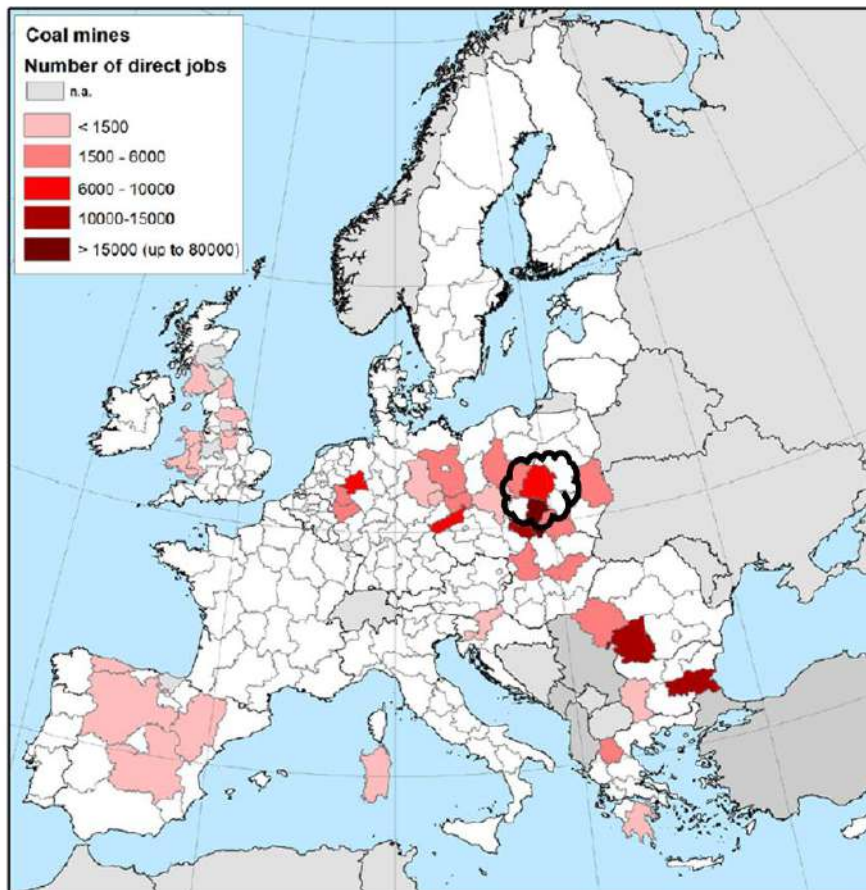 Coal mines
Number of direct jobs
n.a.
< 1500
1500 - 6000
6000 - 10000
10000-15000
> 15000 (up to 80000)